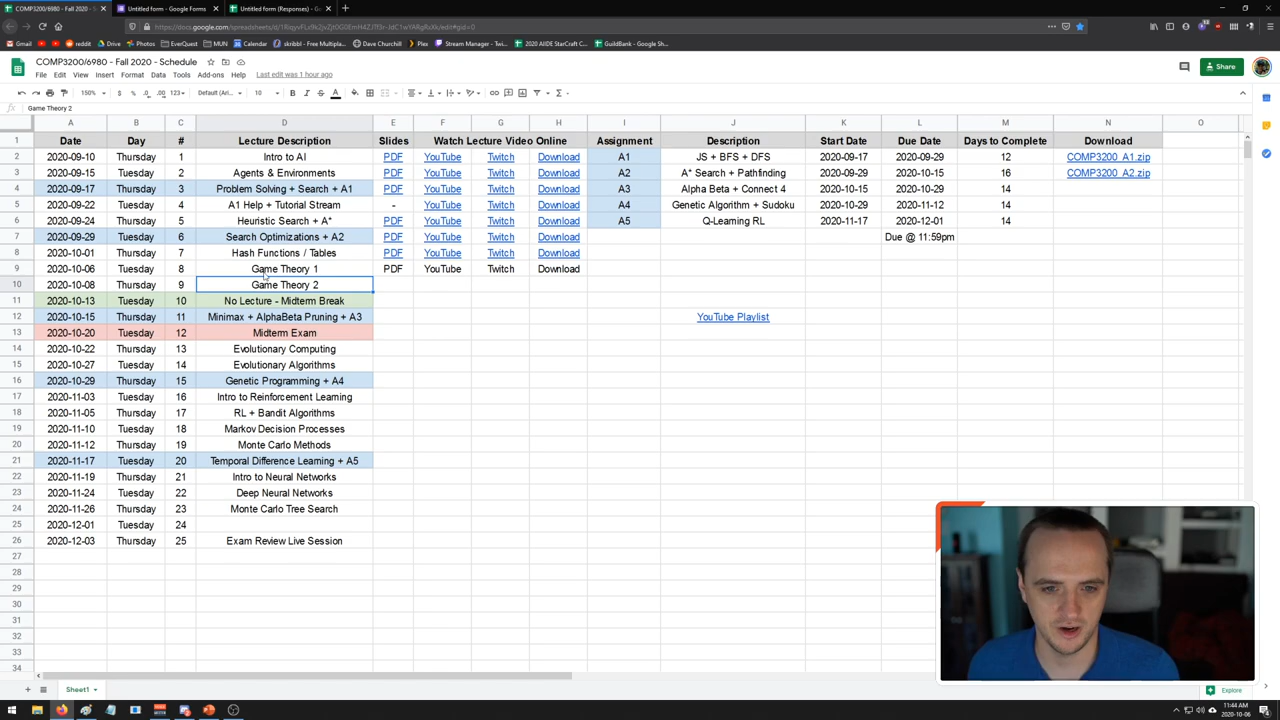 COMP3200/6980 - Fall 2020 - S
Untitled form - Google Forms
Untitled form (Responses) - Goo
https://docs.google.com/spreadsheets/d/
Gmail YouTube reddit Drive Photos EverQuest MUN Calendar skribbl - Free Multipla... Dave Churchill Plex Stream Manager - Twi... 2020 AIIDE StarCraft C... GuildBank - Google Sh...
COMP3200/6980 - Fall 2020 - Schedule
File Edit View Insert Format Data Tools Add-ons Help Last edit was 1 hour ago
Share
150% $ % .0 .00 123 Default (Ari... 10 B I S A
fx Game Theory 2
A B C D E F G H I J K L M N O
1 Date Day # Lecture Description Slides Watch Lecture Video Online Assignment Description Start Date Due Date Days to Complete Download
2 2020-09-10 Thursday 1 Intro to AI PDF YouTube Twitch Download A1 JS + BFS + DFS 2020-09-17 2020-09-29 12 COMP3200_A1.zip
3 2020-09-15 Tuesday 2 Agents & Environments PDF YouTube Twitch Download A2 A* Search + Pathfinding 2020-09-29 2020-10-15 16 COMP3200_A2.zip
4 2020-09-17 Thursday 3 Problem Solving + Search + A1 PDF YouTube Twitch Download A3 Alpha Beta + Connect 4 2020-10-15 2020-10-29 14
5 2020-09-22 Tuesday 4 A1 Help + Tutorial Stream - YouTube Twitch Download A4 Genetic Algorithm + Sudoku 2020-10-29 2020-11-12 14
6 2020-09-24 Thursday 5 Heuristic Search + A* PDF YouTube Twitch Download A5 Q-Learning RL 2020-11-17 2020-12-01 14
7 2020-09-29 Tuesday 6 Search Optimizations + A2 PDF YouTube Twitch Download Due @ 11:59pm
8 2020-10-01 Thursday 7 Hash Functions / Tables PDF YouTube Twitch Download
9 2020-10-06 Tuesday 8 Game Theory 1 PDF YouTube Twitch Download
10 2020-10-08 Thursday 9 Game Theory 2
11 2020-10-13 Tuesday 10 No Lecture - Midterm Break
12 2020-10-15 Thursday 11 Minimax + AlphaBeta Pruning + A3 YouTube Playlist
13 2020-10-20 Tuesday 12 Midterm Exam
14 2020-10-22 Thursday 13 Evolutionary Computing
15 2020-10-27 Tuesday 14 Evolutionary Algorithms
16 2020-10-29 Thursday 15 Genetic Programming + A4
17 2020-11-03 Tuesday 16 Intro to Reinforcement Learning
18 2020-11-05 Thursday 17 RL + Bandit Algorithms
19 2020-11-10 Tuesday 18 Markov Decision Processes
20 2020-11-12 Thursday 19 Monte Carlo Methods
21 2020-11-17 Tuesday 20 Temporal Difference Learning + A5
22 2020-11-19 Thursday 21 Intro to Neural Networks
23 2020-11-24 Tuesday 22 Deep Neural Networks
24 2020-11-26 Thursday 23 Monte Carlo Tree Search
25 2020-12-01 Tuesday 24
26 2020-12-03 Thursday 25 Exam Review Live Session
27
28
29
30
31
32
33
34
Sheet1
Explore
11:44 AM
2020-10-06